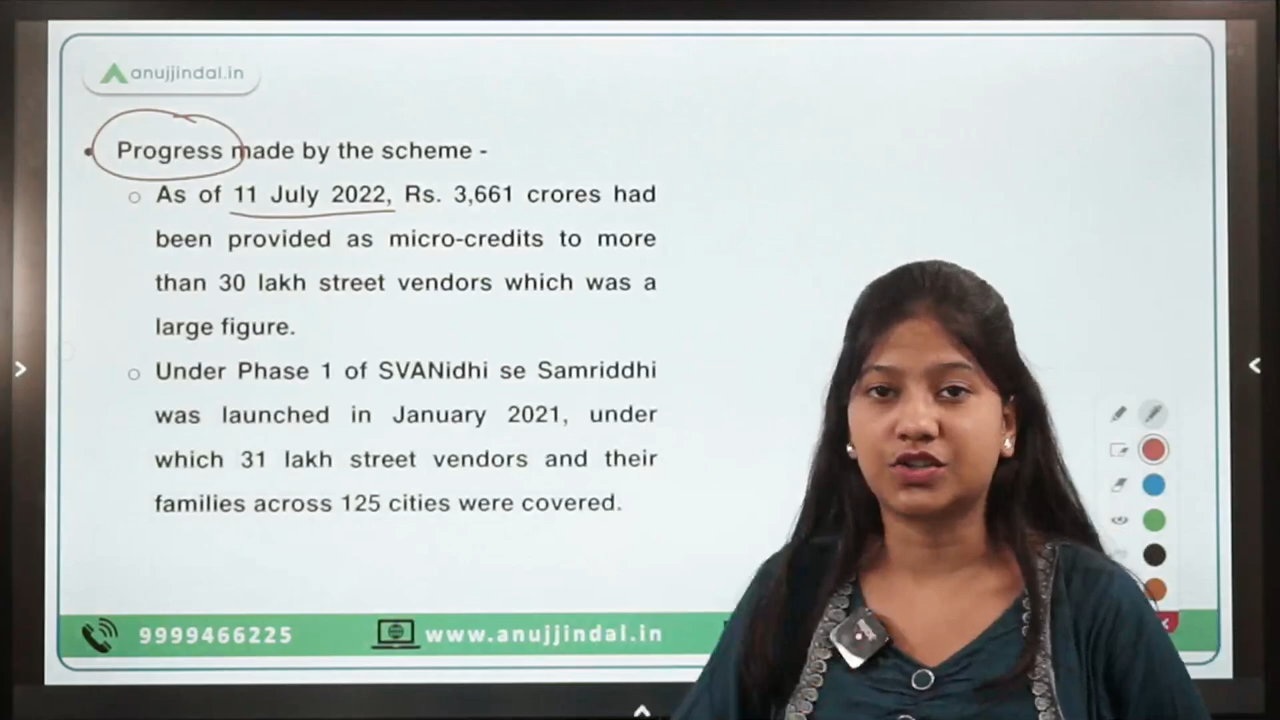 anujjindal.in
• Progress made by the scheme -
○ As of 11 July 2022, Rs. 3,661 crores had
been provided as micro-credits to more
than 30 lakh street vendors which was a
large figure.
○ Under Phase 1 of SVANidhi se Samriddhi
was launched in January 2021, under
which 31 lakh street vendors and their
families across 125 cities were covered.
9999466225 www.anujjindal.in